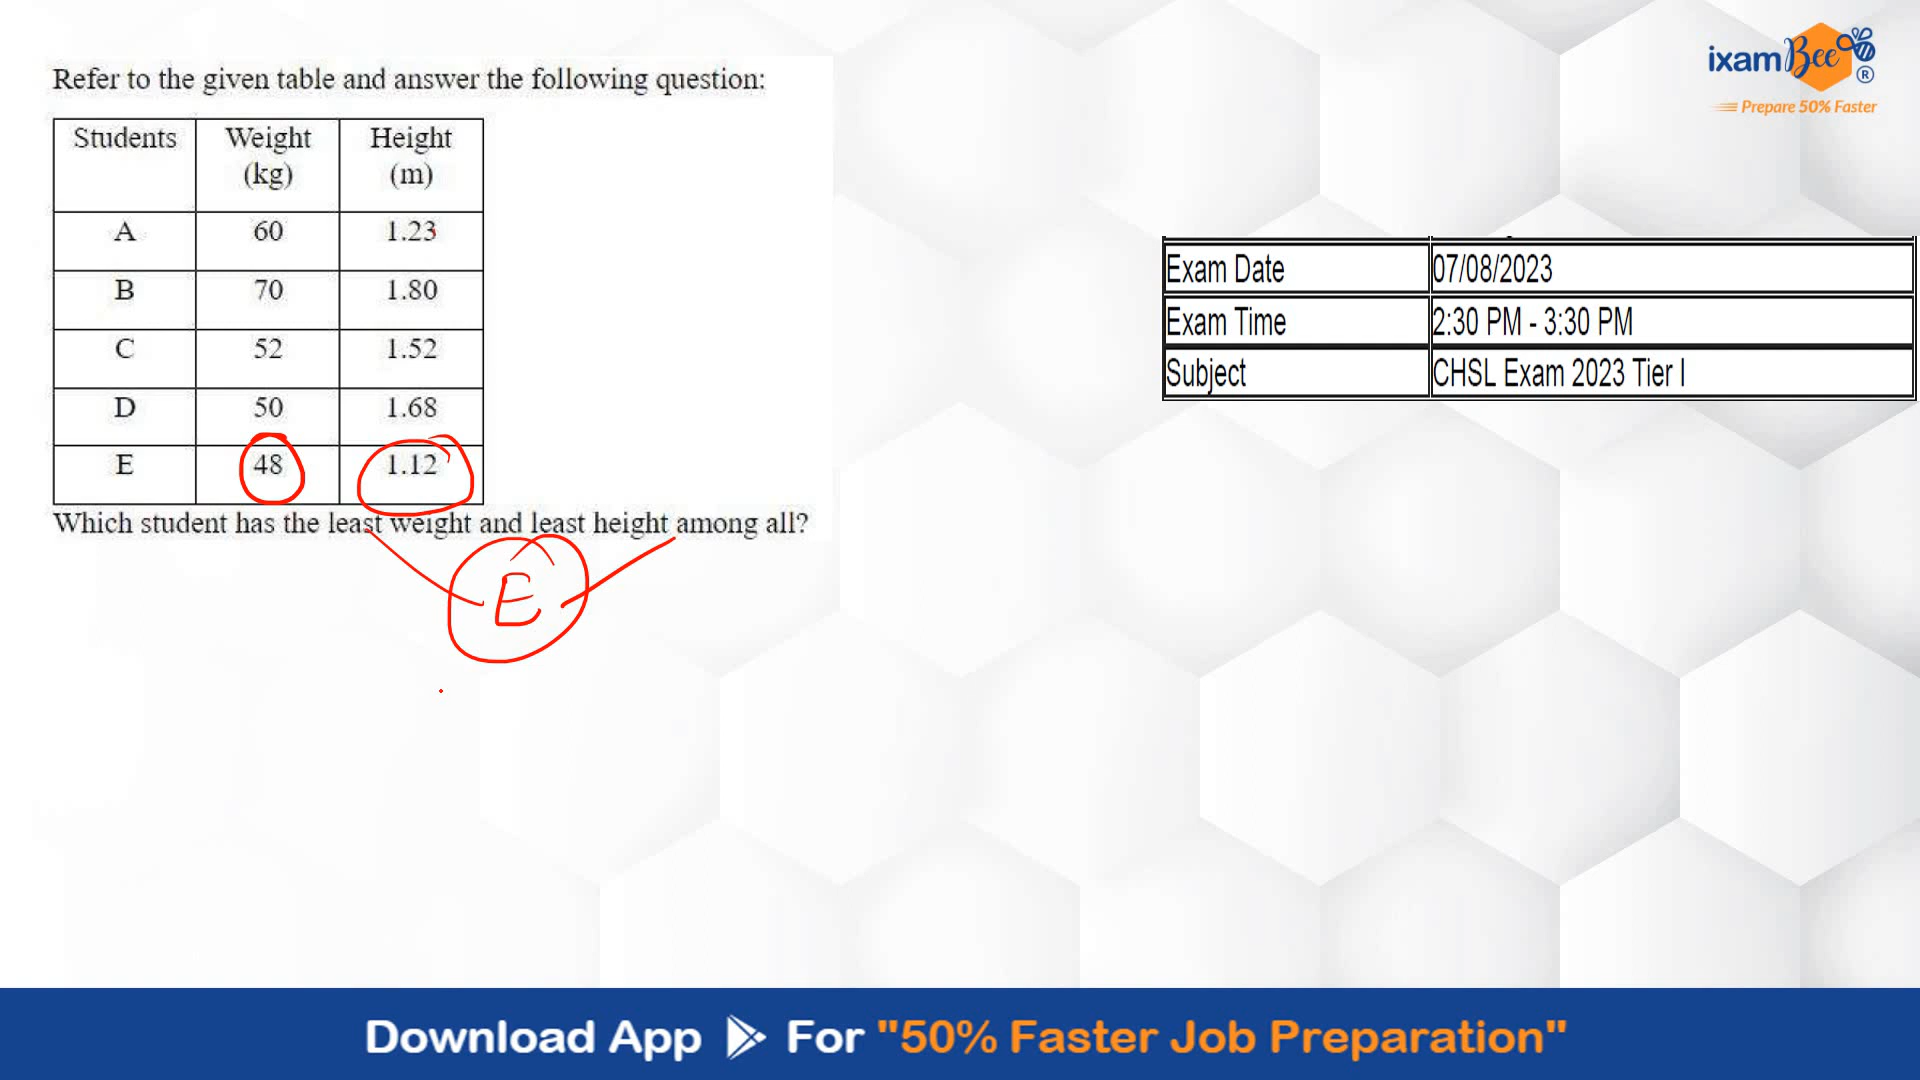 ixamBee
®
Prepare 50% Faster
Refer to the given table and answer the following question:
Students Weight (kg) Height (m)
A 60 1.23
B 70 1.80
C 52 1.52
D 50 1.68
E 48 1.12
Which student has the least weight and least height among all?
E
Exam Date 07/08/2023
Exam Time 2:30 PM - 3:30 PM
Subject CHSL Exam 2023 Tier I
Download App For "50% Faster Job Preparation"